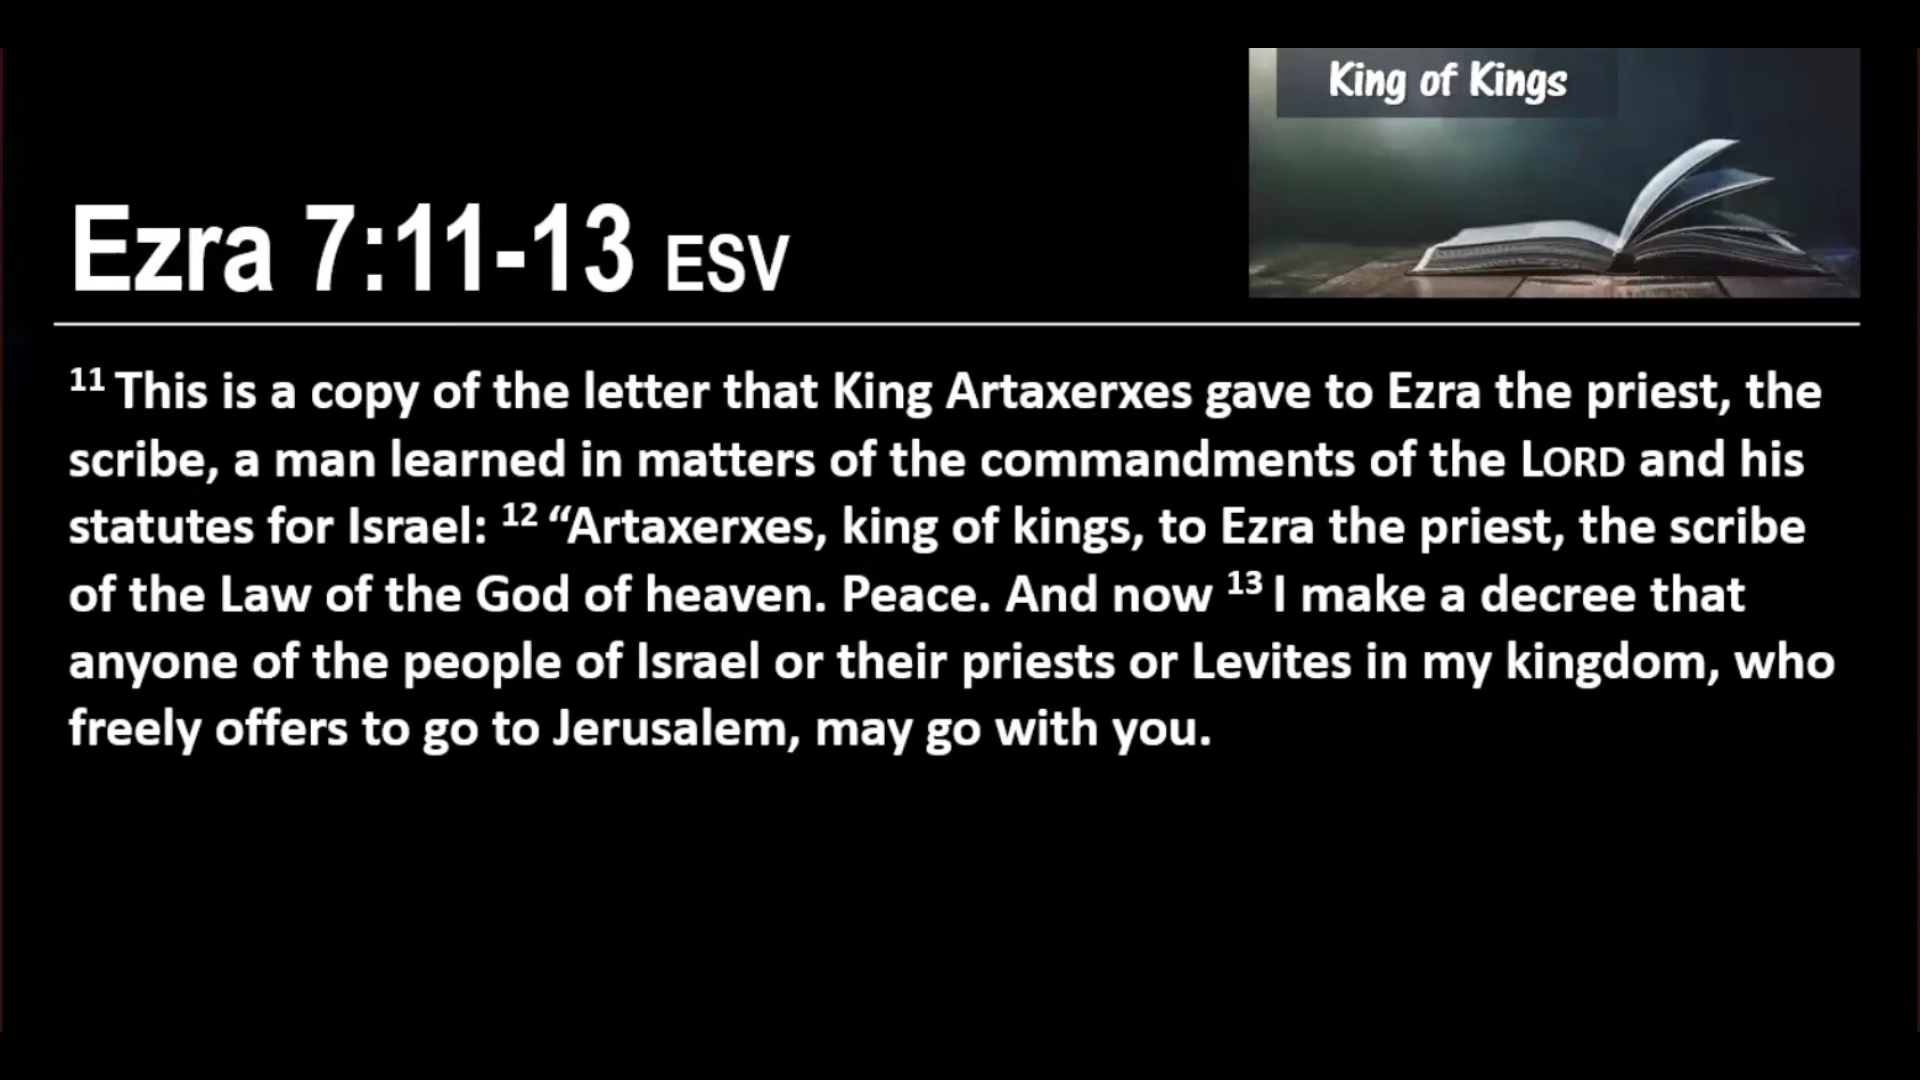 King of Kings
Ezra 7:11-13 ESV
11 This is a copy of the letter that King Artaxerxes gave to Ezra the priest, the
scribe, a man learned in matters of the commandments of the LORD and his
statutes for Israel: 12 “Artaxerxes, king of kings, to Ezra the priest, the scribe
of the Law of the God of heaven. Peace. And now 13 I make a decree that
anyone of the people of Israel or their priests or Levites in my kingdom, who
freely offers to go to Jerusalem, may go with you.